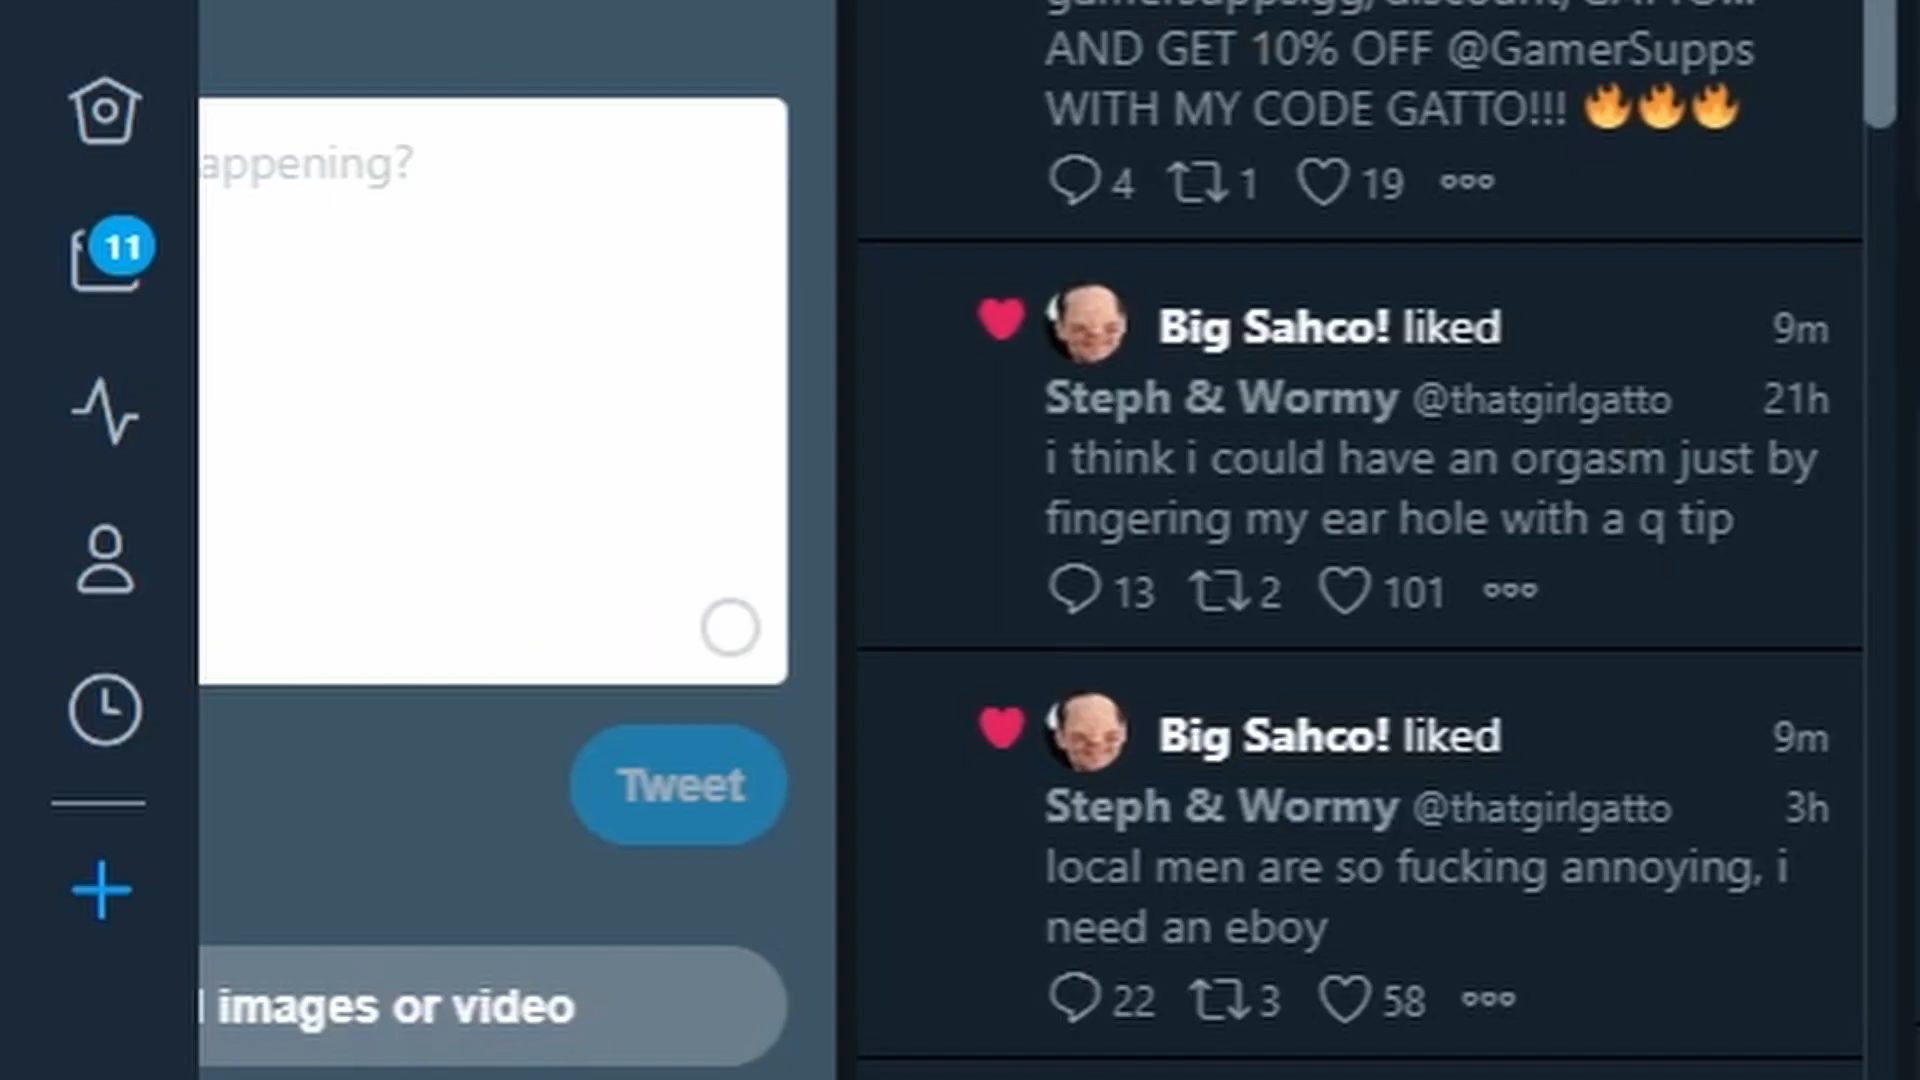 appening?
11
Tweet
images or video
AND GET 10% OFF @GamerSupps
WITH MY CODE GATTO!!! 🔥🔥🔥
4 1 19
Big Sahco! liked 9m
Steph & Wormy @thatgirlgatto 21h
i think i could have an orgasm just by
fingering my ear hole with a q tip
13 2 101
Big Sahco! liked 9m
Steph & Wormy @thatgirlgatto 3h
local men are so fucking annoying, i
need an eboy
22 3 58